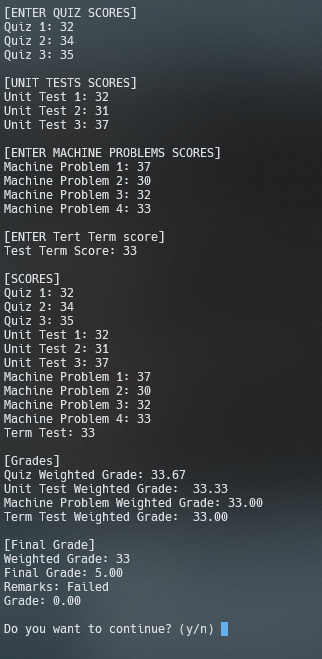 [ENTER QUIZ SCORES]
Quiz 1: 32
Quiz 2: 34
Quiz 3: 35
[UNIT TESTS SCORES]
Unit Test 1: 32
Unit Test 2: 31
Unit Test 3: 37
[ENTER MACHINE PROBLEMS SCORES]
Machine Problem 1: 37
Machine Problem 2: 30
Machine Problem 3: 32
Machine Problem 4: 33
[ENTER Tert Term score]
Test Term Score: 33
[SCORES]
Quiz 1: 32
Quiz 2: 34
Quiz 3: 35
Unit Test 1: 32
Unit Test 2: 31
Unit Test 3: 37
Machine Problem 1: 37
Machine Problem 2: 30
Machine Problem 3: 32
Machine Problem 4: 33
Term Test: 33
[Grades]
Quiz Weighted Grade: 33.67
Unit Test Weighted Grade:  33.33
Machine Problem Weighted Grade: 33.00
Term Test Weighted Grade:  33.00
[Final Grade]
Weighted Grade: 33
Final Grade: 5.00
Remarks: Failed
Grade: 0.00
Do you want to continue? (y/n)